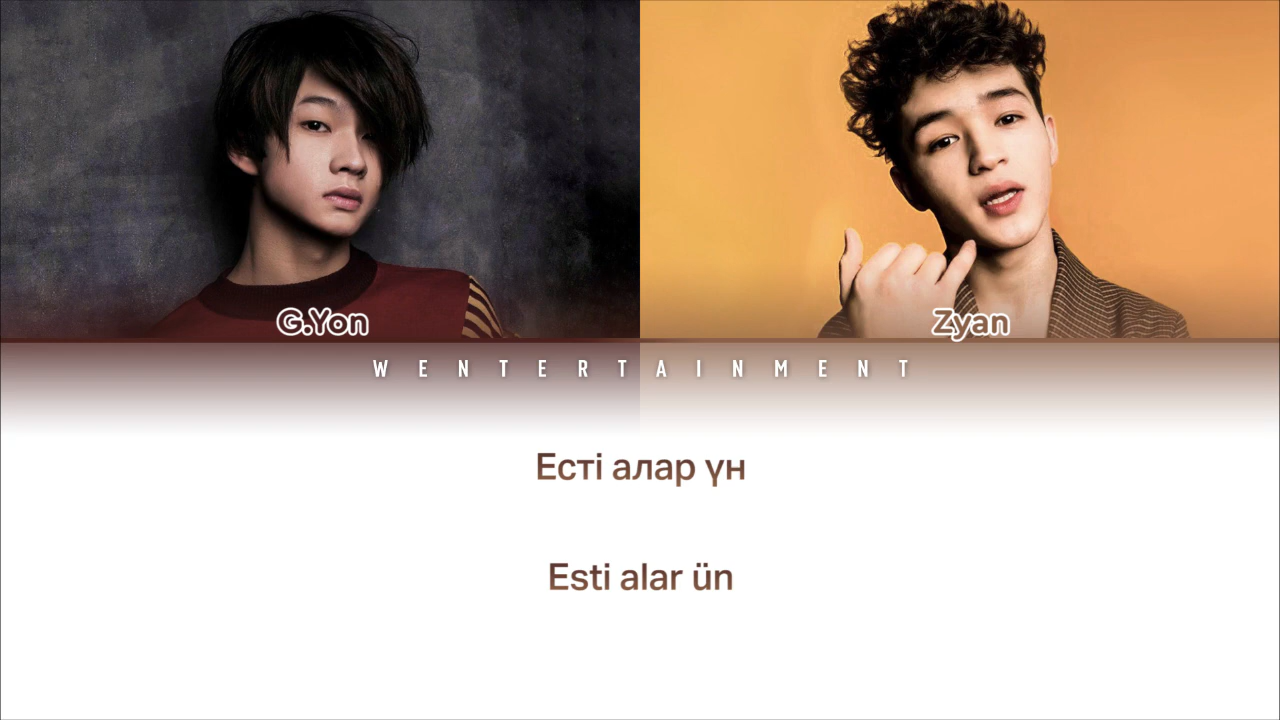 G.Yon
Zyan
WENTERTAINMENT
Есті алар үн
Esti alar ün